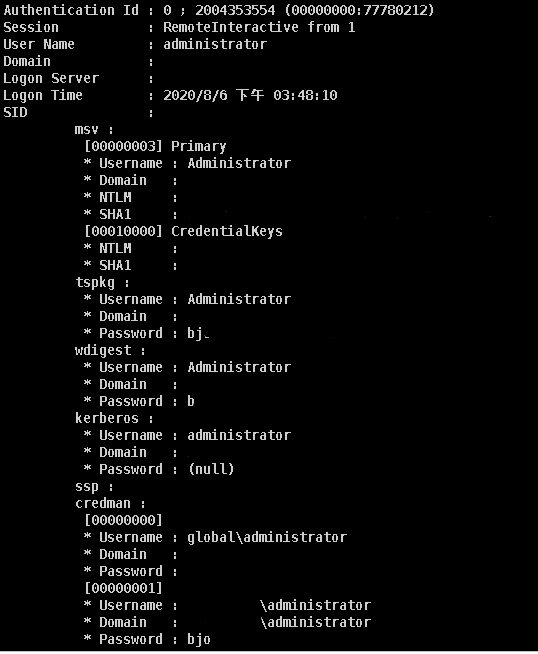 Authentication Id : 0 ; 2004353554 (00000000:77780212)
Session           : RemoteInteractive from 1
User Name         : administrator
Domain            :
Logon Server      :
Logon Time        : 2020/8/6 下午 03:48:10
SID               :
        msv :
         [00000003] Primary
         * Username : Administrator
         * Domain   :
         * NTLM     :
         * SHA1     :
         [00010000] CredentialKeys
         * NTLM     :
         * SHA1     :
        tspkg :
         * Username : Administrator
         * Domain   :
         * Password : bj
        wdigest :
         * Username : Administrator
         * Domain   :
         * Password : b
        kerberos :
         * Username : administrator
         * Domain   :
         * Password : (null)
        ssp :
        credman :
         [00000000]
         * Username : global\administrator
         * Domain   :
         * Password :
         [00000001]
         * Username :          \administrator
         * Domain   :          \administrator
         * Password : bjo